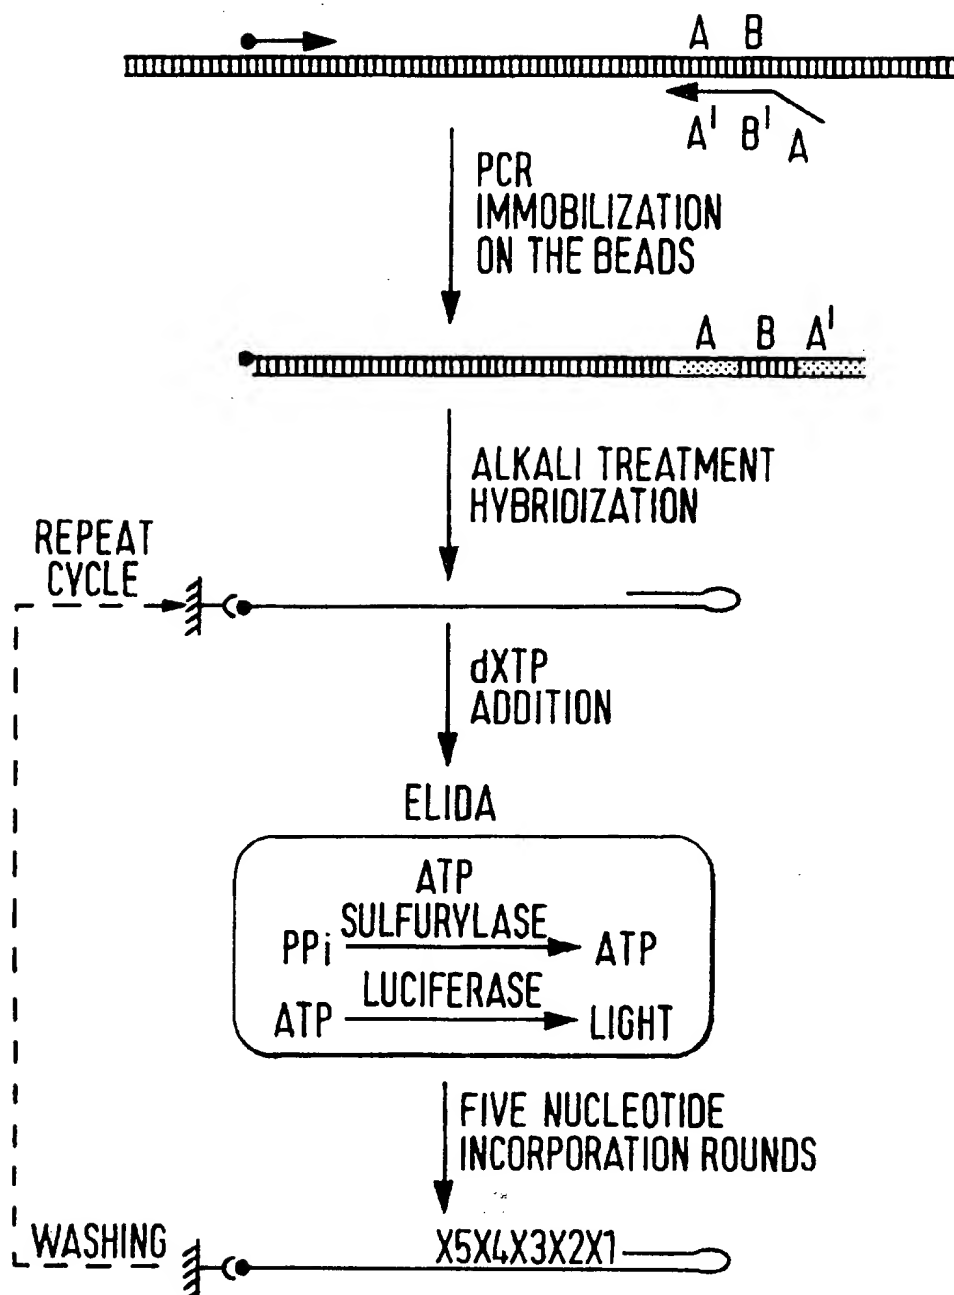 A B
A' B' A
PCR
IMMOBILIZATION
ON THE BEADS
A B A'
ALKALI TREATMENT
HYBRIDIZATION
REPEAT
CYCLE
dXTP
ADDITION
ELIDA
ATP
SULFURYLASE
PPi ATP
LUCIFERASE
ATP LIGHT
FIVE NUCLEOTIDE
INCORPORATION ROUNDS
WASHING
X5X4X3X2X1